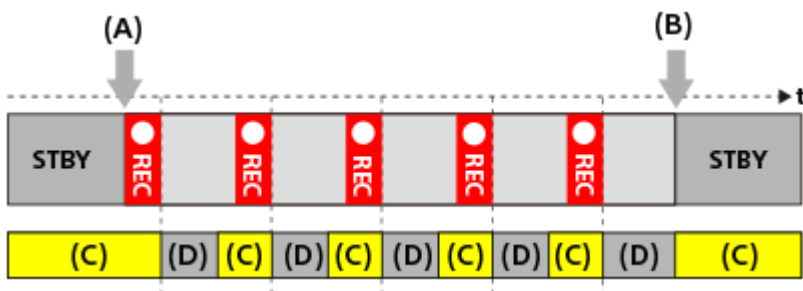 (A) (B)
t
STBY REC REC REC REC REC STBY
(C) (D) (C) (D) (C) (D) (C) (D) (C) (D) (C)